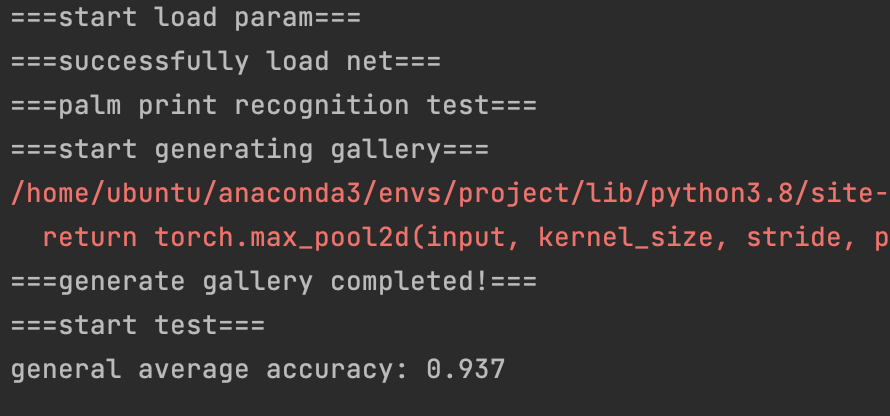 ===start load param===
===successfully load net===
===palm print recognition test===
===start generating gallery===
/home/ubuntu/anaconda3/envs/project/lib/python3.8/site-
return torch.max_pool2d(input, kernel_size, stride, p
===generate gallery completed!===
===start test===
general average accuracy: 0.937